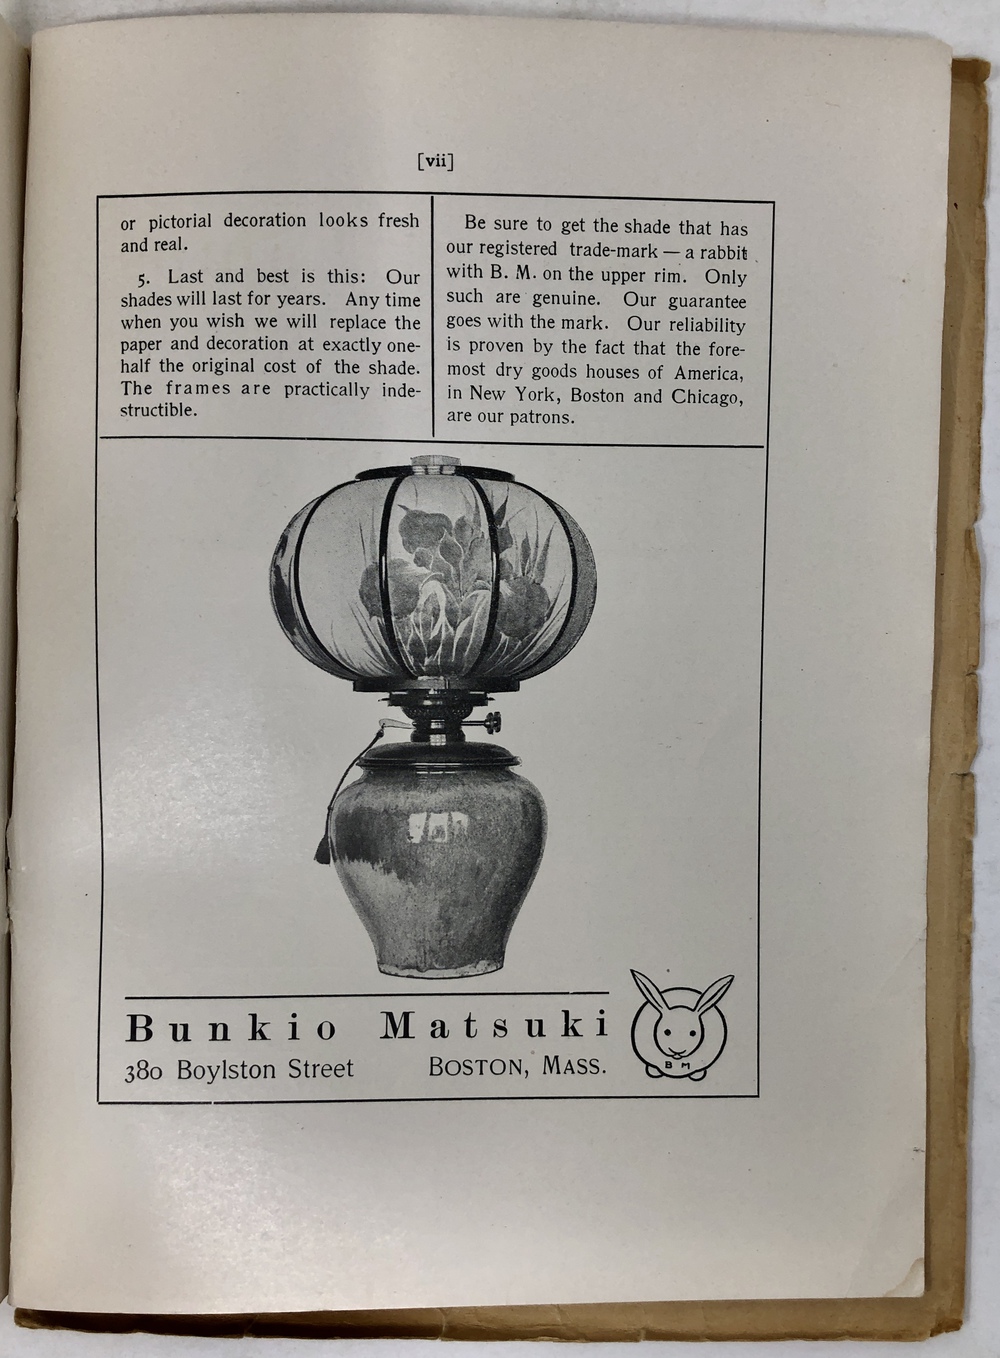 [vii]
or pictorial decoration looks fresh
and real.
5. Last and best is this: Our
shades will last for years. Any time
when you wish we will replace the
paper and decoration at exactly one-
half the original cost of the shade.
The frames are practically inde-
structible.
Be sure to get the shade that has
our registered trade-mark — a rabbit
with B. M. on the upper rim. Only
such are genuine. Our guarantee
goes with the mark. Our reliability
is proven by the fact that the fore-
most dry goods houses of America,
in New York, Boston and Chicago,
are our patrons.
Bunkio Matsuki
380 Boylston Street BOSTON, MASS.
B M